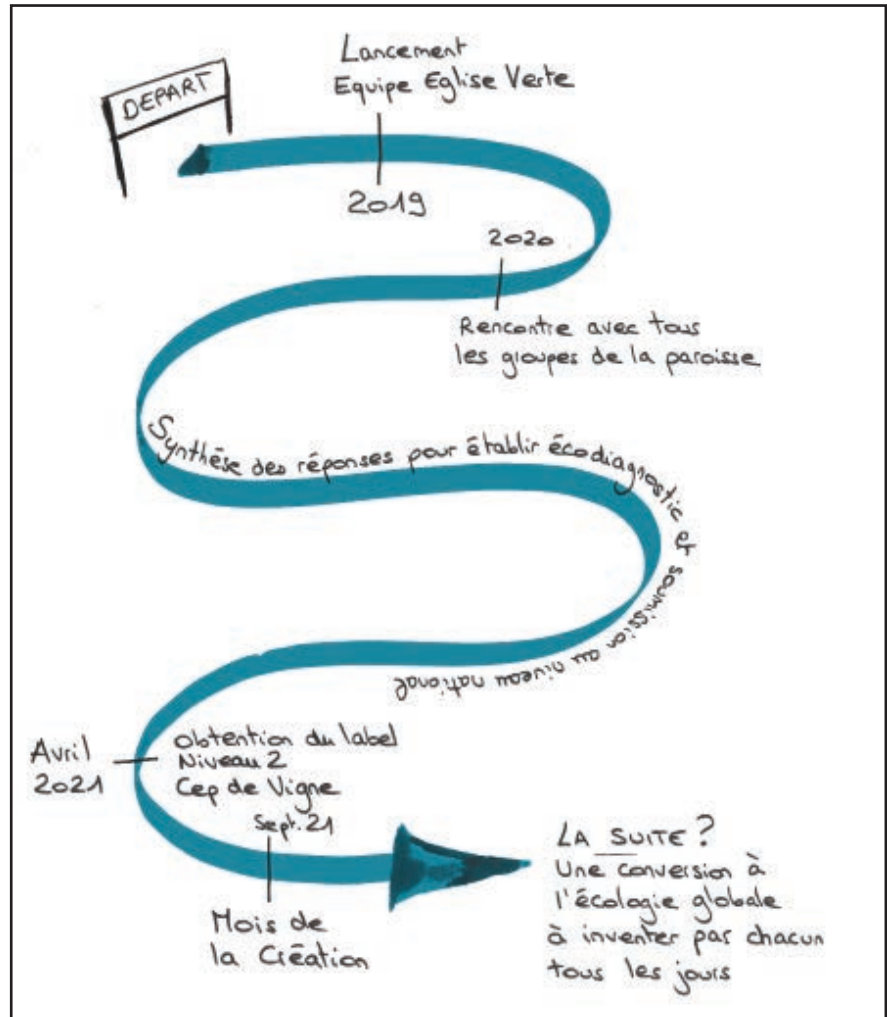 DEPART
Lancement
Equipe Eglise Verte
2019
2020
Rencontre avec tous
les groupes de la paroisse
Synthèse des réponses pour établir écodiagnostic et soumission au niveau national
Avril
2021
Obtention du label
Niveau 2
Cep de Vigne
Sept. 21
Mois de
la Création
LA SUITE ?
Une conversion à
l'écologie globale
à inventer par chacun
tous les jours